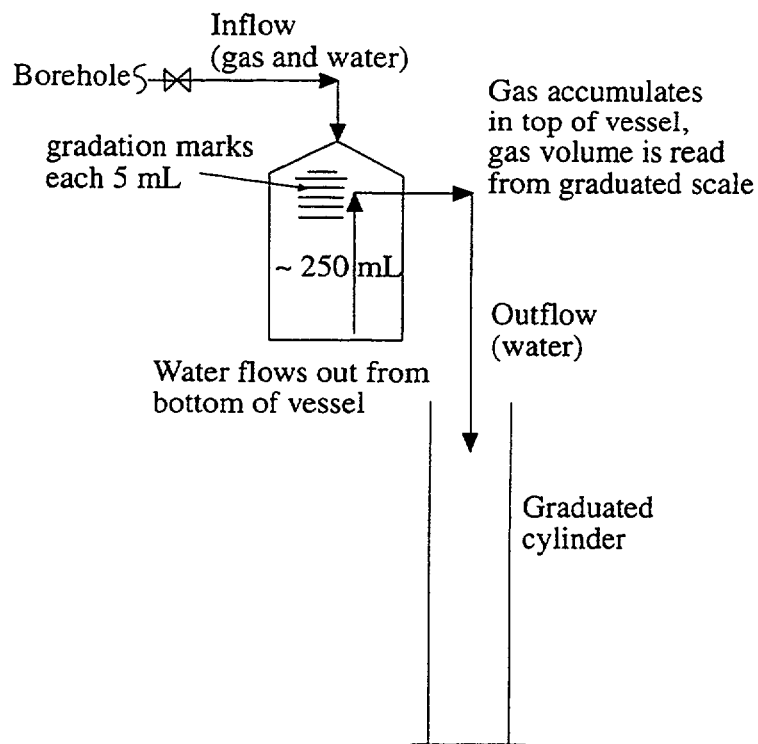 Inflow
(gas and water)
Borehole
gradation marks
each 5 mL
Gas accumulates
in top of vessel,
gas volume is read
from graduated scale
~ 250 mL
Outflow
(water)
Water flows out from
bottom of vessel
Graduated
cylinder